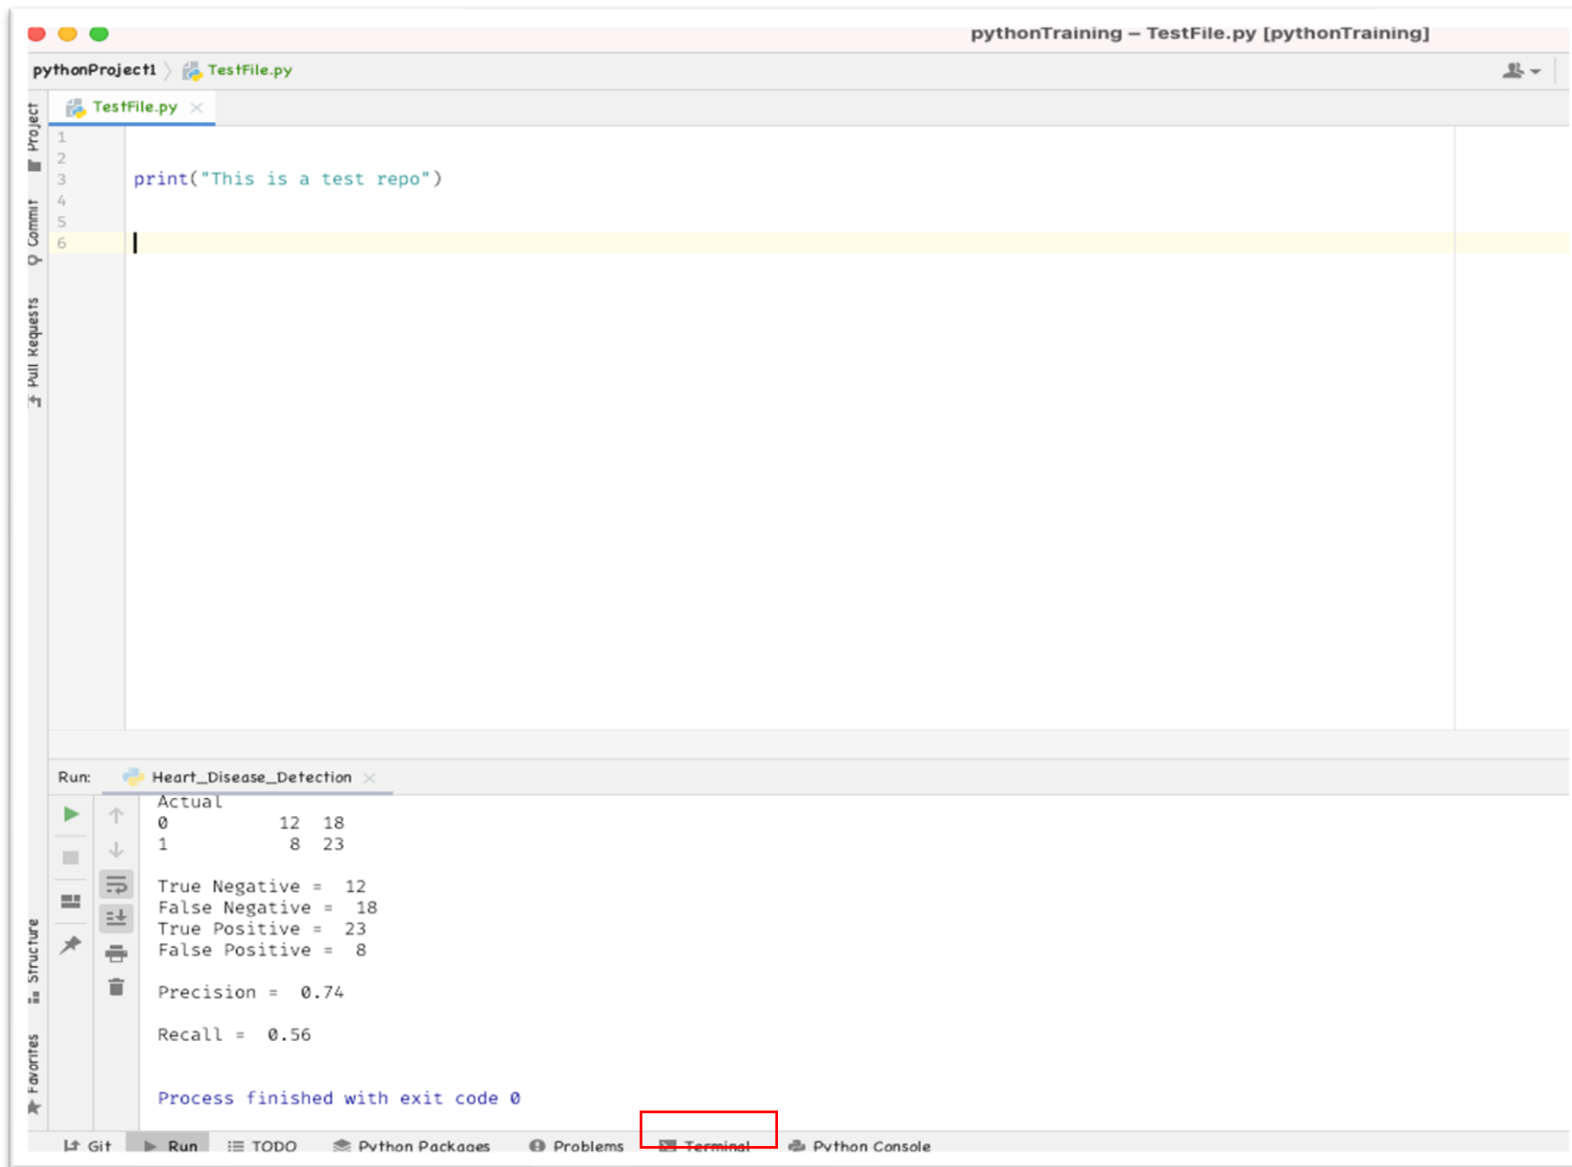 pythonTraining – TestFile.py [pythonTraining]
pythonProject1 TestFile.py
TestFile.py
Project
Commit
Pull Requests
1
2
3 print("This is a test repo")
4
5
6
Run: Heart_Disease_Detection
Actual
0 12 18
1 8 23
True Negative = 12
False Negative = 18
True Positive = 23
False Positive = 8
Precision = 0.74
Recall = 0.56
Process finished with exit code 0
Structure
Favorites
Git Run TODO Python Packages Problems Terminal Python Console